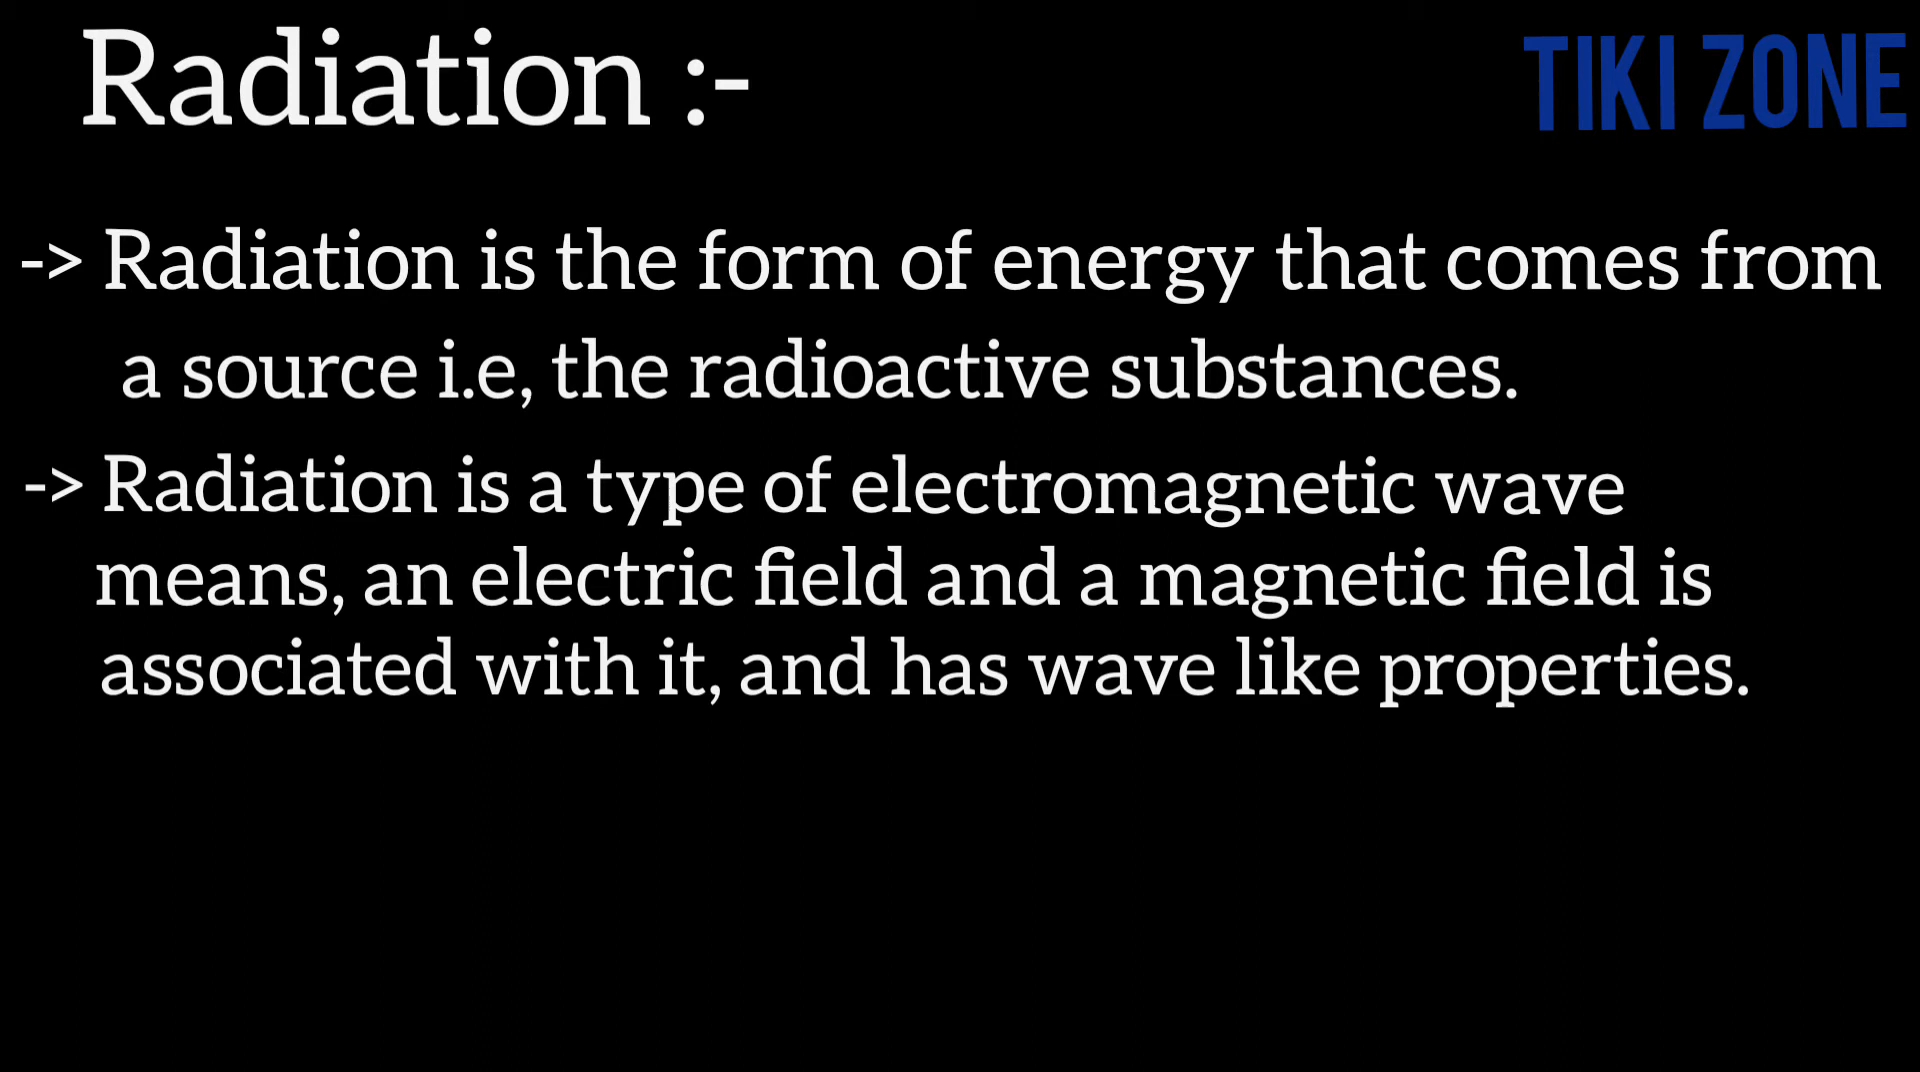 Radiation :-
TIKI ZONE
-> Radiation is the form of energy that comes from
a source i.e, the radioactive substances.
-> Radiation is a type of electromagnetic wave
means, an electric field and a magnetic field is
associated with it, and has wave like properties.